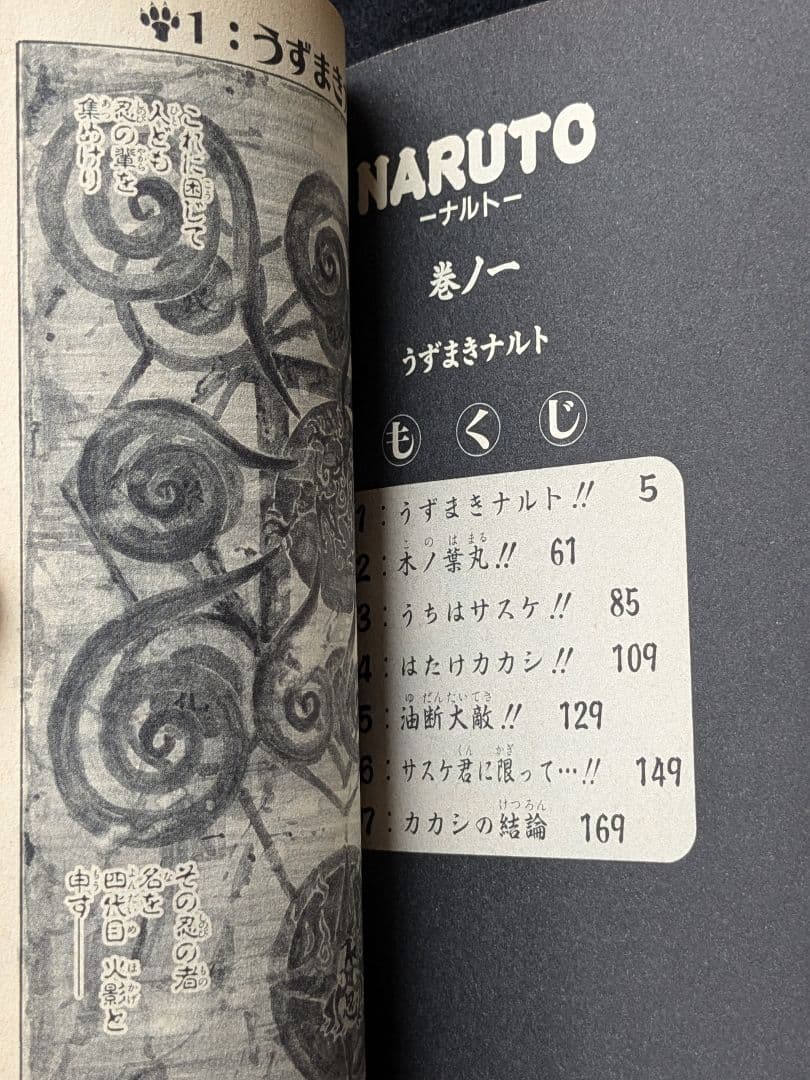 1：うずまき
これに困じて
人ども
忍の輩を
集めけり
その忍の者
名を
四代目 火影と
申す――
NARUTO
―ナルト―
巻ノ一
うずまきナルト
もくじ
1：うずまきナルト!! 5
2：木ノ葉丸!! 61
3：うちはサスケ!! 85
4：はたけカカシ!! 109
5：油断大敵!! 129
6：サスケ君に限って…!! 149
7：カカシの結論 169